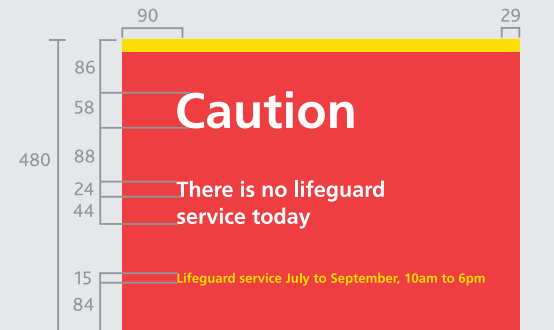 90
29
86
58
Caution
480
88
24
There is no lifeguard
44
service today
15
Lifeguard service July to September, 10am to 6pm
84